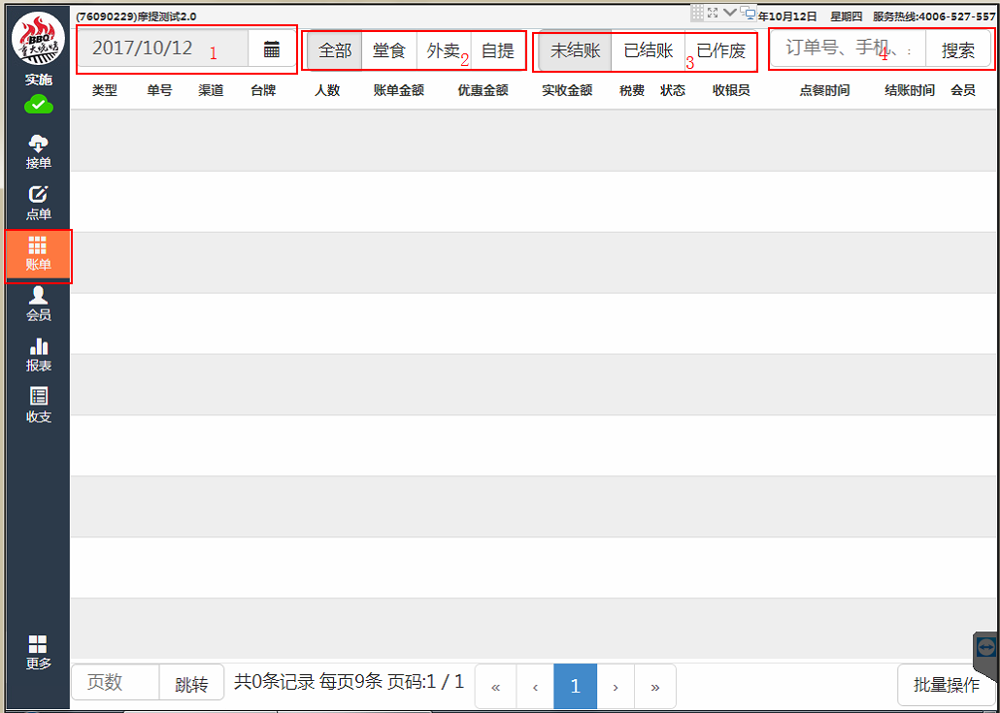 (76090229)摩提测试2.0 年10月12日 星期四 服务热线:4006-527-557
BBQ
重大烧烤
实施
接单
点单
账单
会员
报表
收支
更多
2017/10/12 1
全部 堂食 外卖 2 自提
未结账 已结账 3 已作废
订单号、手机、 4 搜索
类型 单号 渠道 台牌 人数 账单金额 优惠金额 实收金额 税费 状态 收银员 点餐时间 结账时间 会员
页数 跳转 共0条记录 每页9条 页码:1 / 1 « ‹ 1 › » 批量操作